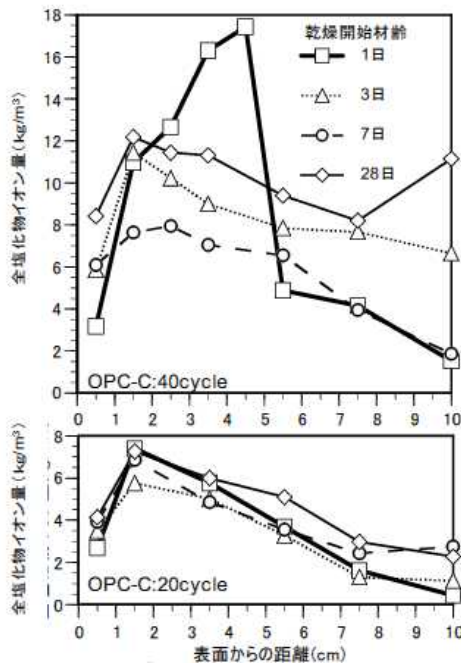 18
16
14
12
10
8
6
4
2
0
全塩化物イオン量(kg/m³)
乾燥開始材齢
1日
3日
7日
28日
OPC-C:40cycle
0 1 2 3 4 5 6 7 8 9 10
8
6
4
2
0
全塩化物イオン量(kg/m³)
OPC-C:20cycle
0 1 2 3 4 5 6 7 8 9 10
表面からの距離(cm)